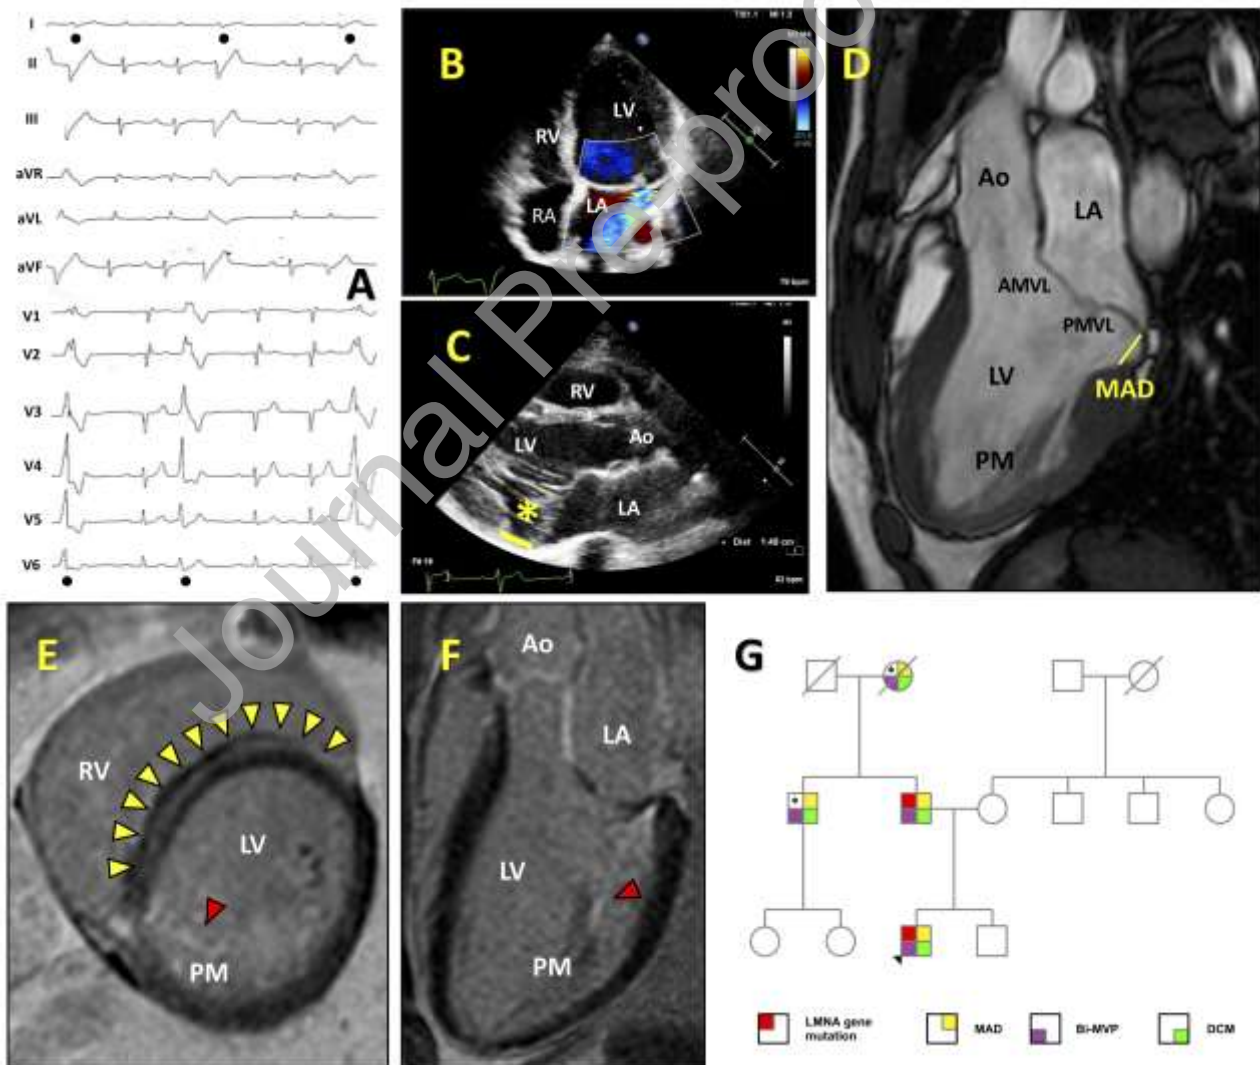 I
II
III
aVR
aVL
aVF
V1
V2
V3
V4
V5
V6
A
B
LV
RV
LA
RA
C
RV
LV
Ao
LA
*
D
Ao
LA
AMVL
PMVL
LV
MAD
PM
E
RV
LV
PM
F
Ao
LA
LV
PM
G
LMNA gene
mutation
MAD
Bi-MVP
DCM
Journal Pre-proo